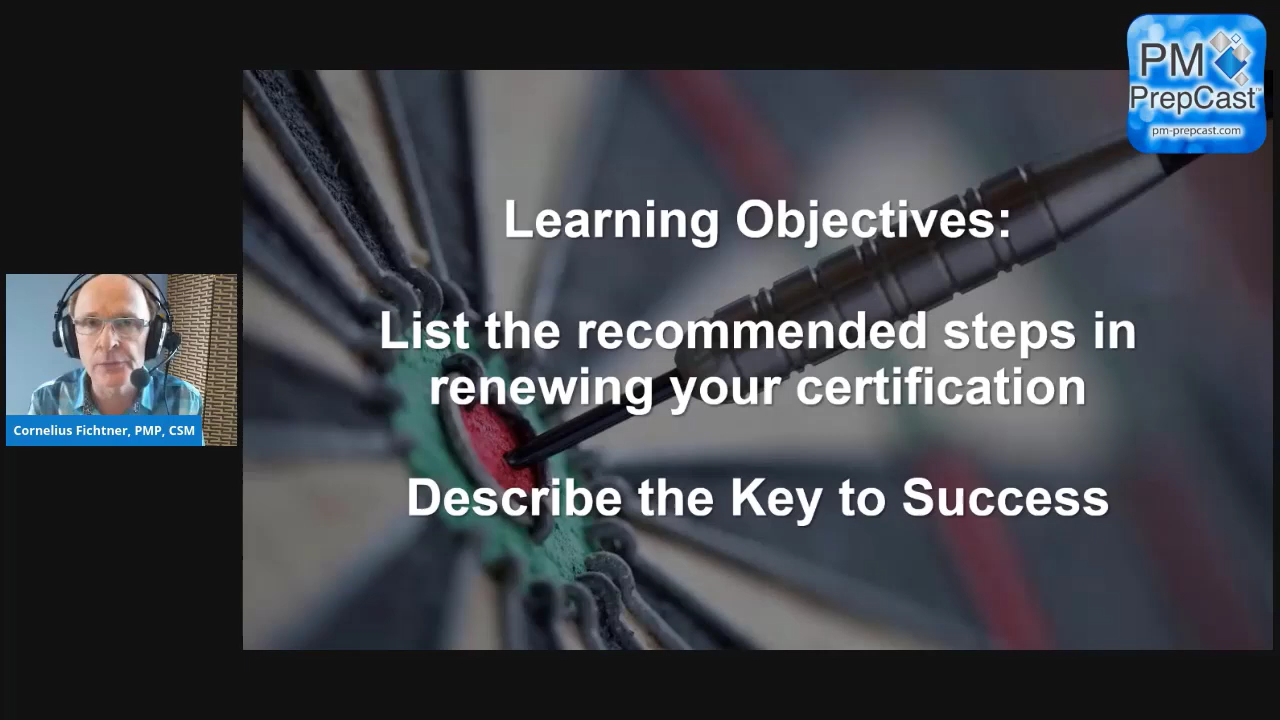 PM
PrepCast™
pm-prepcast.com
Learning Objectives:
List the recommended steps in
renewing your certification
Describe the Key to Success
Cornelius Fichtner, PMP, CSM